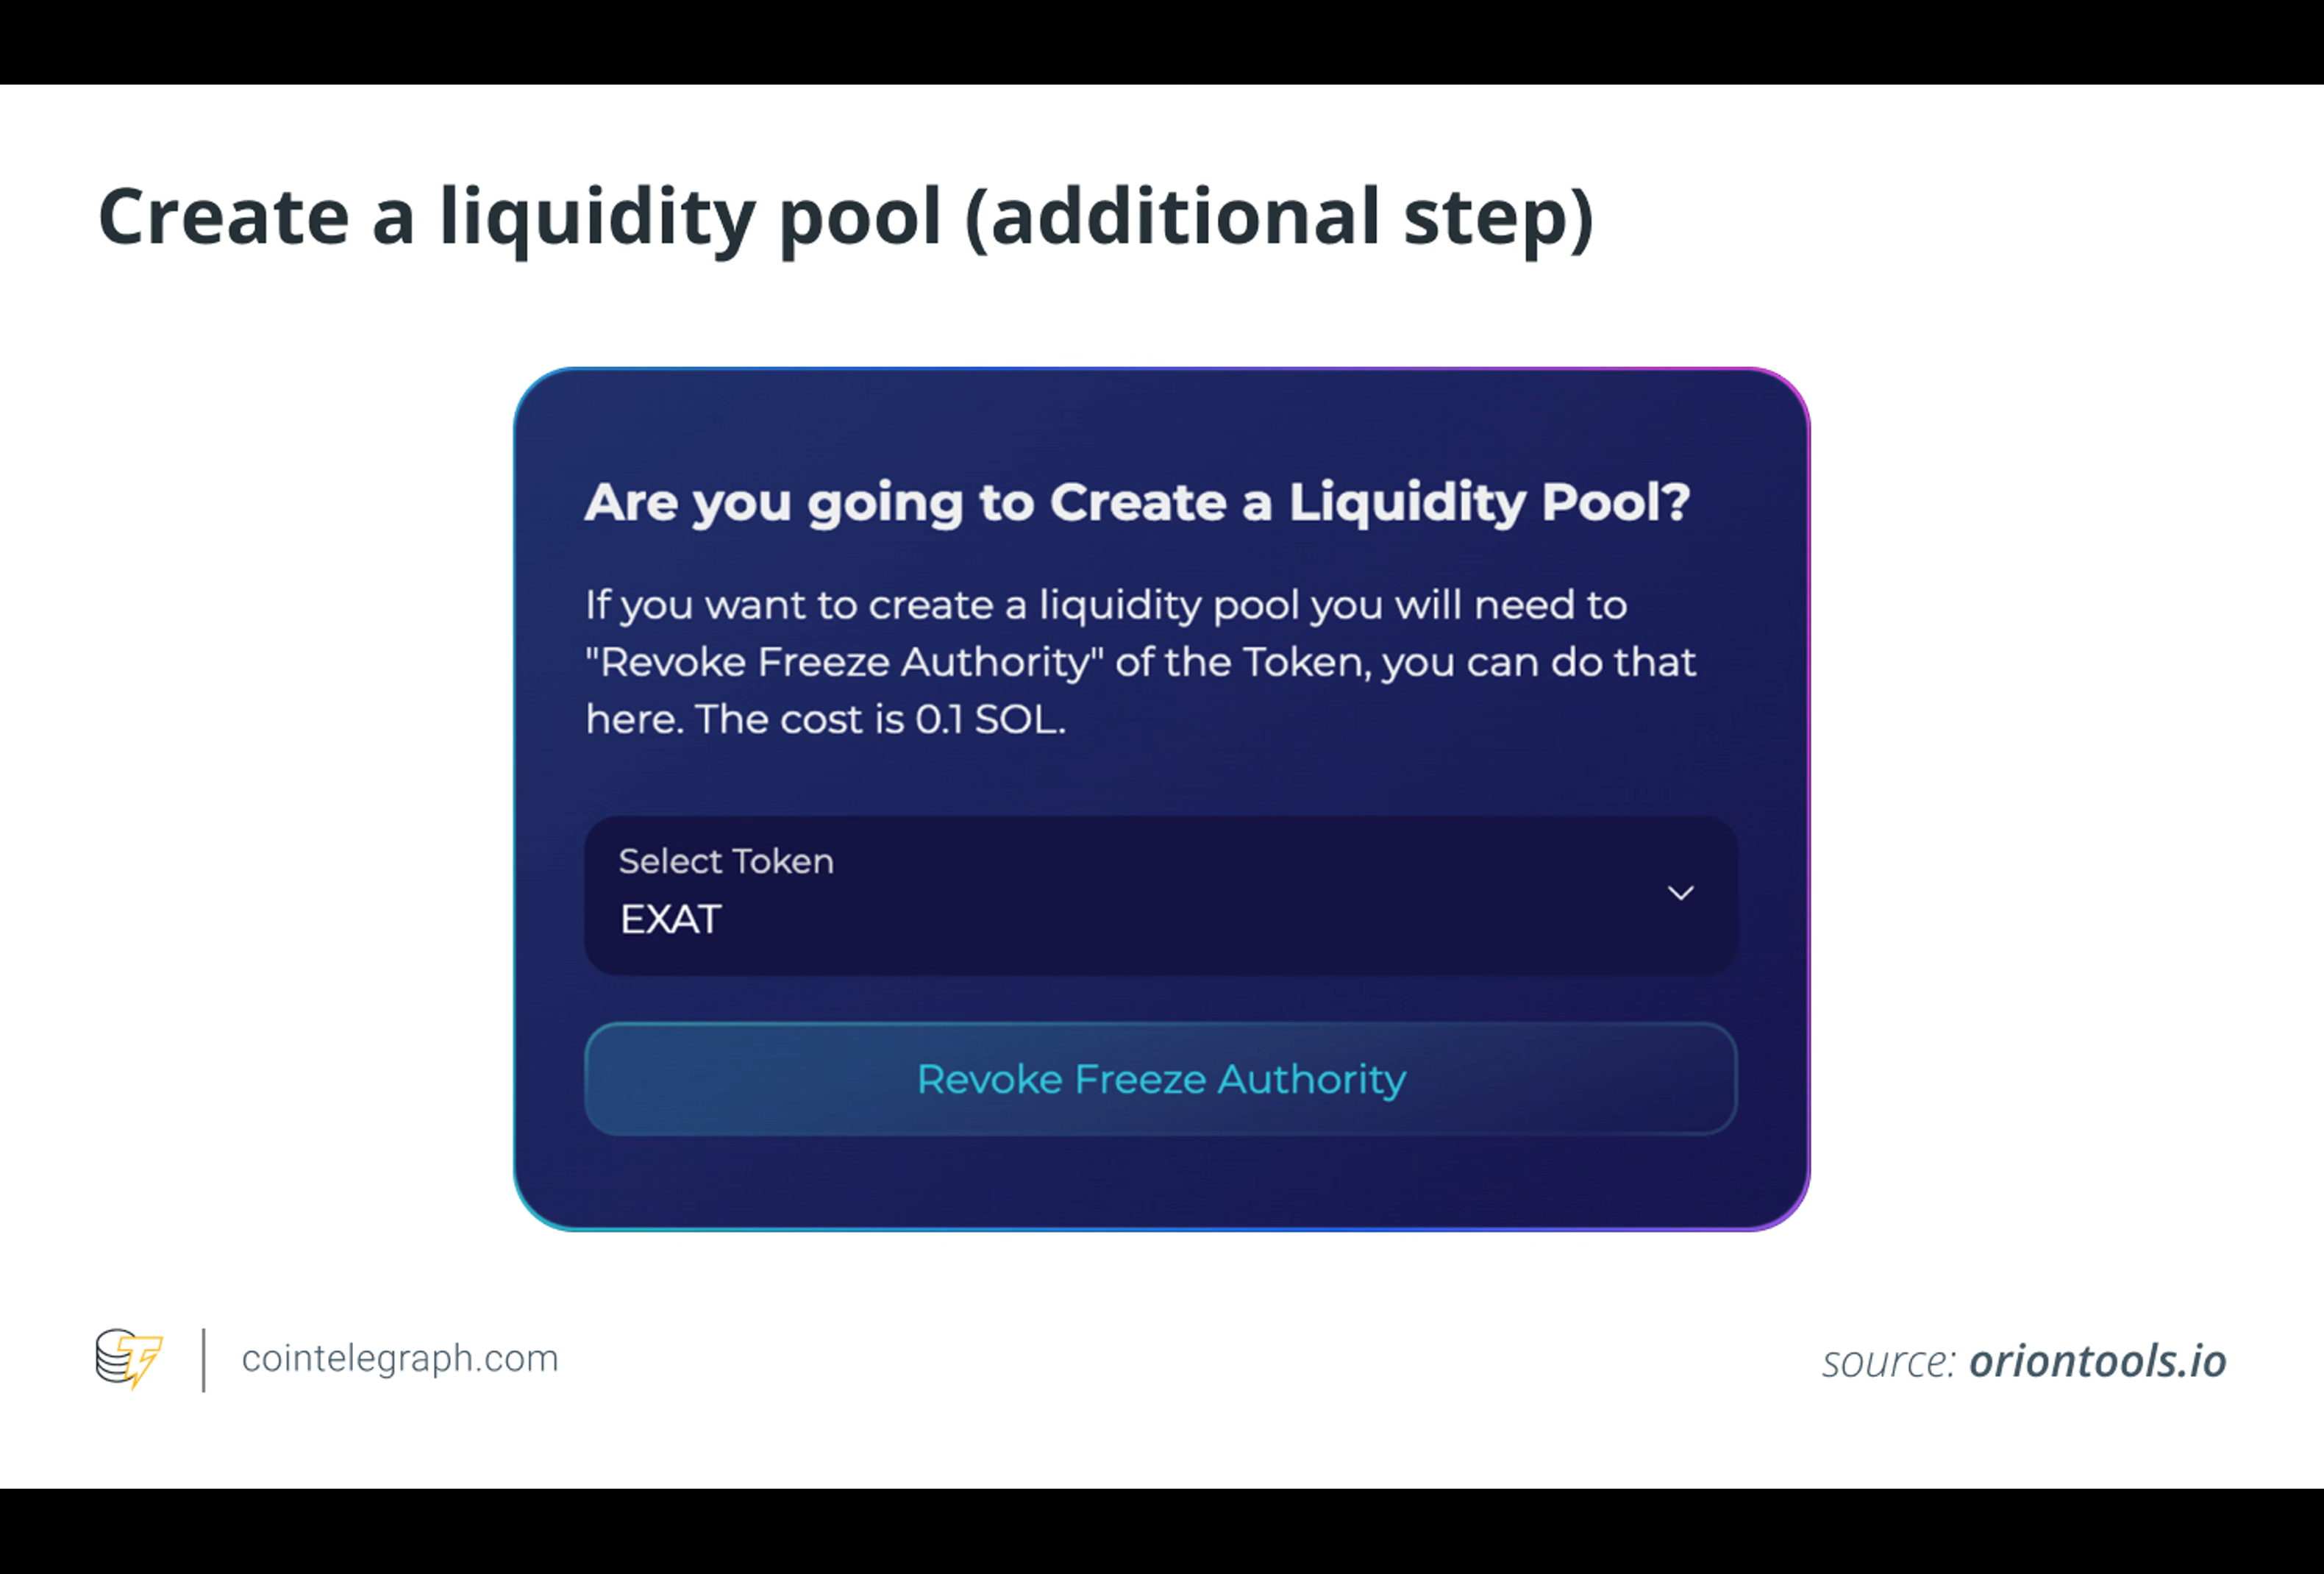 Create a liquidity pool (additional step)
Are you going to Create a Liquidity Pool?
If you want to create a liquidity pool you will need to
"Revoke Freeze Authority" of the Token, you can do that
here. The cost is 0.1 SOL.
Select Token
EXAT
Revoke Freeze Authority
cointelegraph.com
source: oriontools.io